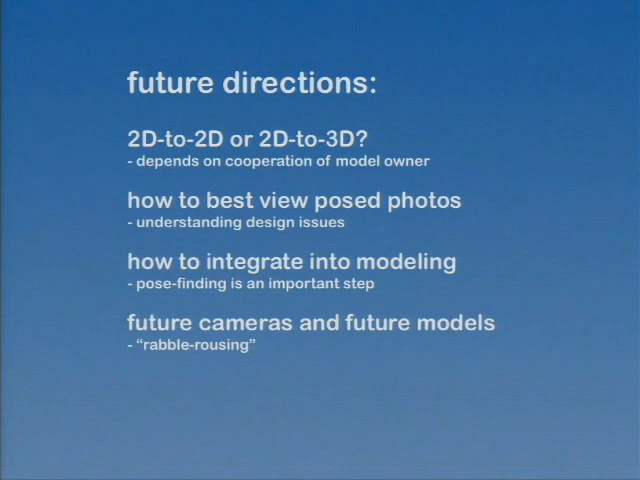 future directions:
2D-to-2D or 2D-to-3D?
- depends on cooperation of model owner
how to best view posed photos
- understanding design issues
how to integrate into modeling
- pose-finding is an important step
future cameras and future models
- “rabble-rousing”